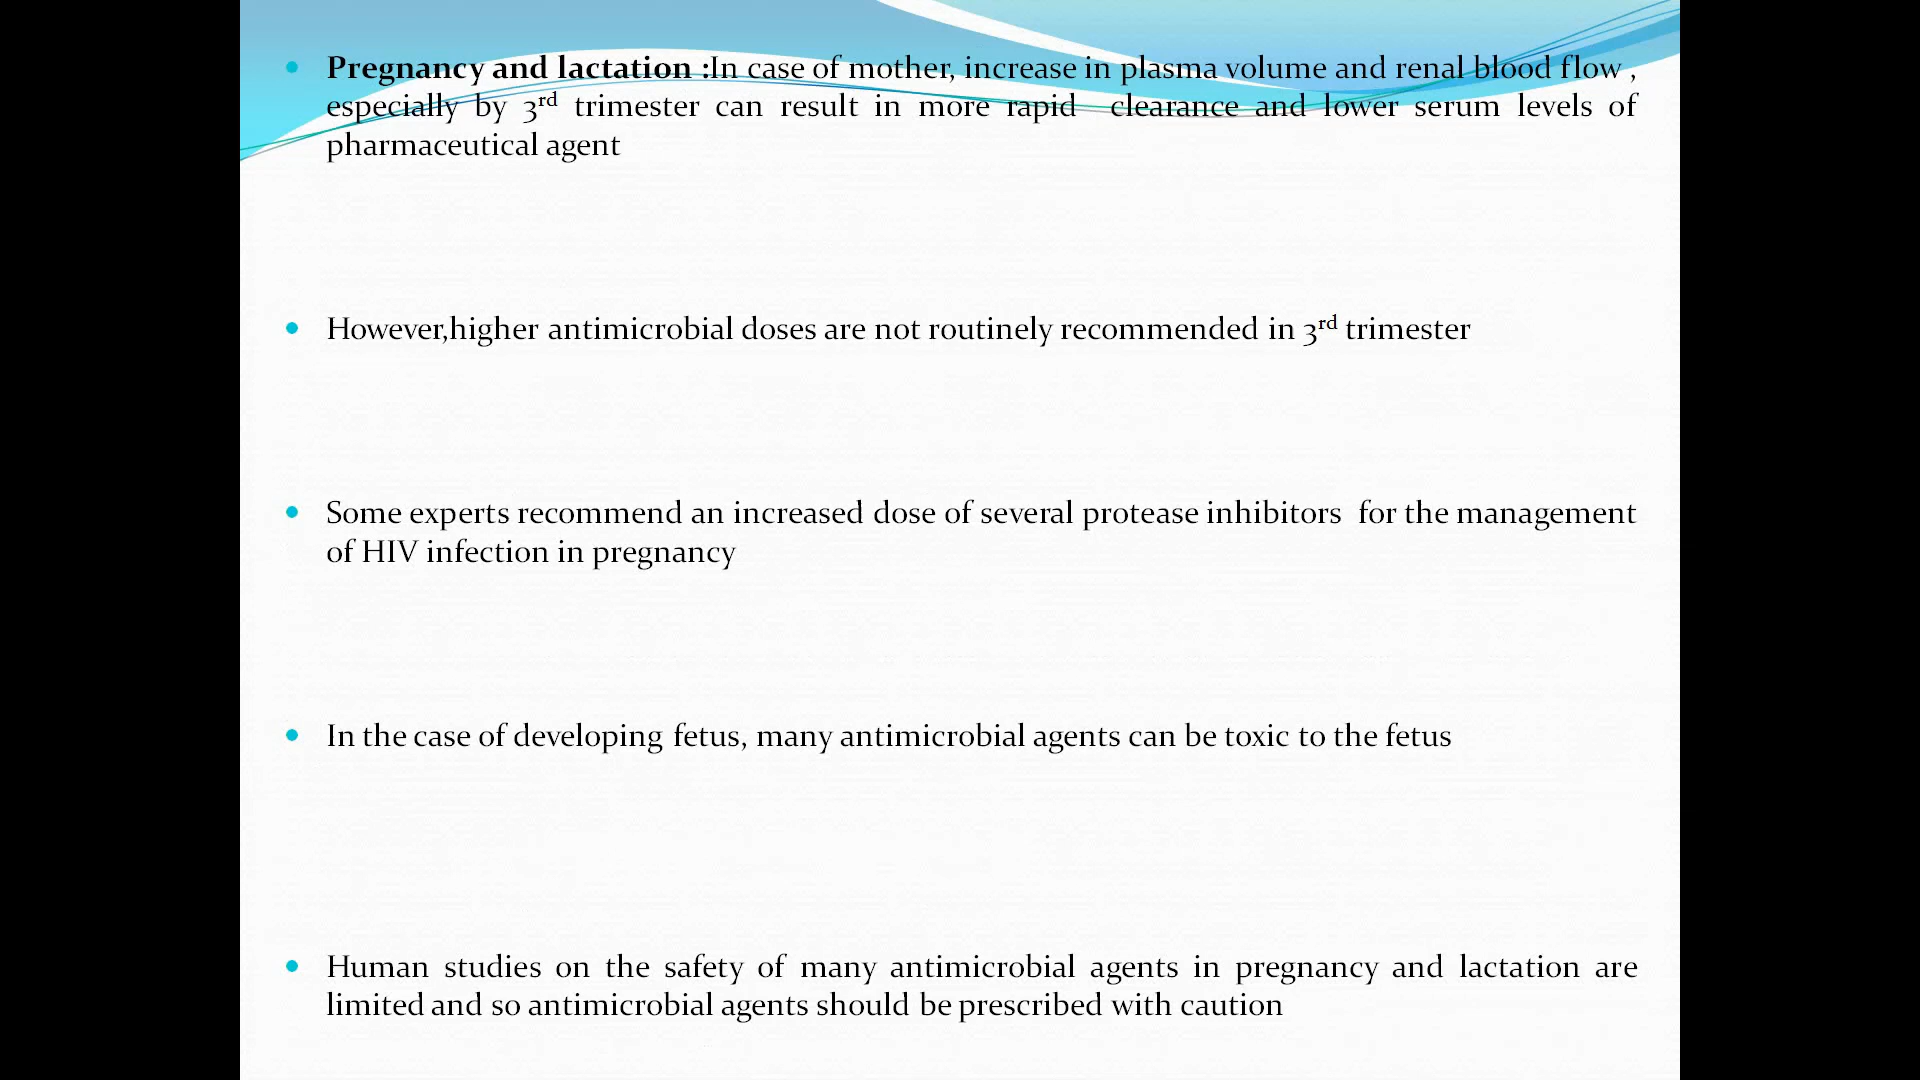 Pregnancy and lactation :In case of mother, increase in plasma volume and renal blood flow ,
especially by 3rd trimester can result in more rapid clearance and lower serum levels of
pharmaceutical agent
However,higher antimicrobial doses are not routinely recommended in 3rd trimester
Some experts recommend an increased dose of several protease inhibitors for the management
of HIV infection in pregnancy
In the case of developing fetus, many antimicrobial agents can be toxic to the fetus
Human studies on the safety of many antimicrobial agents in pregnancy and lactation are
limited and so antimicrobial agents should be prescribed with caution